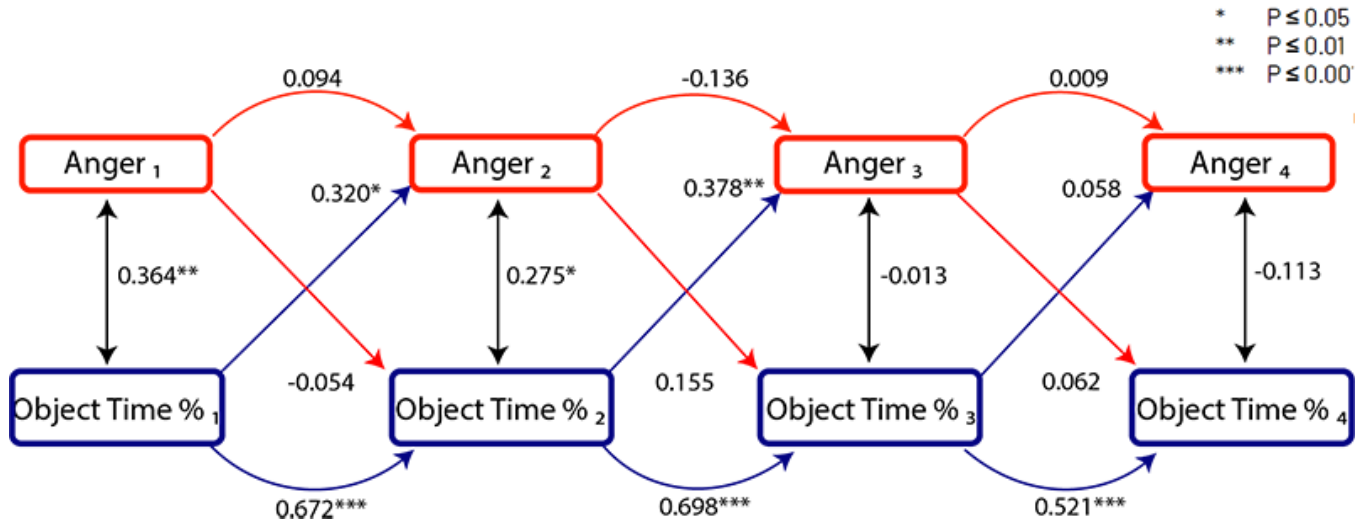 * P ≤ 0.05
** P ≤ 0.01
*** P ≤ 0.00
0.094
-0.136
0.009
Anger 1
Anger 2
Anger 3
Anger 4
0.320*
0.378**
0.058
0.364**
0.275*
-0.013
-0.113
-0.054
0.155
0.062
Object Time % 1
Object Time % 2
Object Time % 3
Object Time % 4
0.672***
0.698***
0.521***